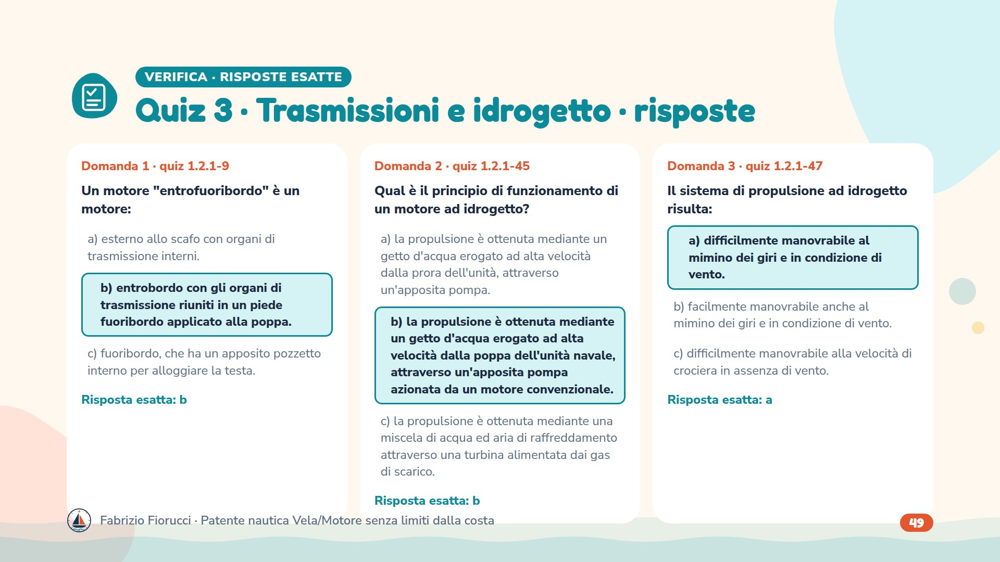 VERIFICA · RISPOSTE ESATTE
Quiz 3 · Trasmissioni e idrogetto · risposte
Domanda 1 · quiz 1.2.1-9
Un motore "entrofuoribordo" è un
motore:
a) esterno allo scafo con organi di
trasmissione interni.
b) entrobordo con gli organi di
trasmissione riuniti in un piede
fuoribordo applicato alla poppa.
c) fuoribordo, che ha un apposito pozzetto
interno per alloggiare la testa.
Risposta esatta: b
Domanda 2 · quiz 1.2.1-45
Qual è il principio di funzionamento di
un motore ad idrogetto?
a) la propulsione è ottenuta mediante un
getto d'acqua erogato ad alta velocità
dalla prora dell'unità, attraverso
un'apposita pompa.
b) la propulsione è ottenuta mediante
un getto d'acqua erogato ad alta
velocità dalla poppa dell'unità navale,
attraverso un'apposita pompa
azionata da un motore convenzionale.
c) la propulsione è ottenuta mediante una
miscela di acqua ed aria di raffreddamento
attraverso una turbina alimentata dai gas
di scarico.
Risposta esatta: b
Domanda 3 · quiz 1.2.1-47
Il sistema di propulsione ad idrogetto
risulta:
a) difficilmente manovrabile al
mimino dei giri e in condizione di
vento.
b) facilmente manovrabile anche al
mimino dei giri e in condizione di vento.
c) difficilmente manovrabile alla velocità di
crociera in assenza di vento.
Risposta esatta: a
Fabrizio Fiorucci · Patente nautica Vela/Motore senza limiti dalla costa
49